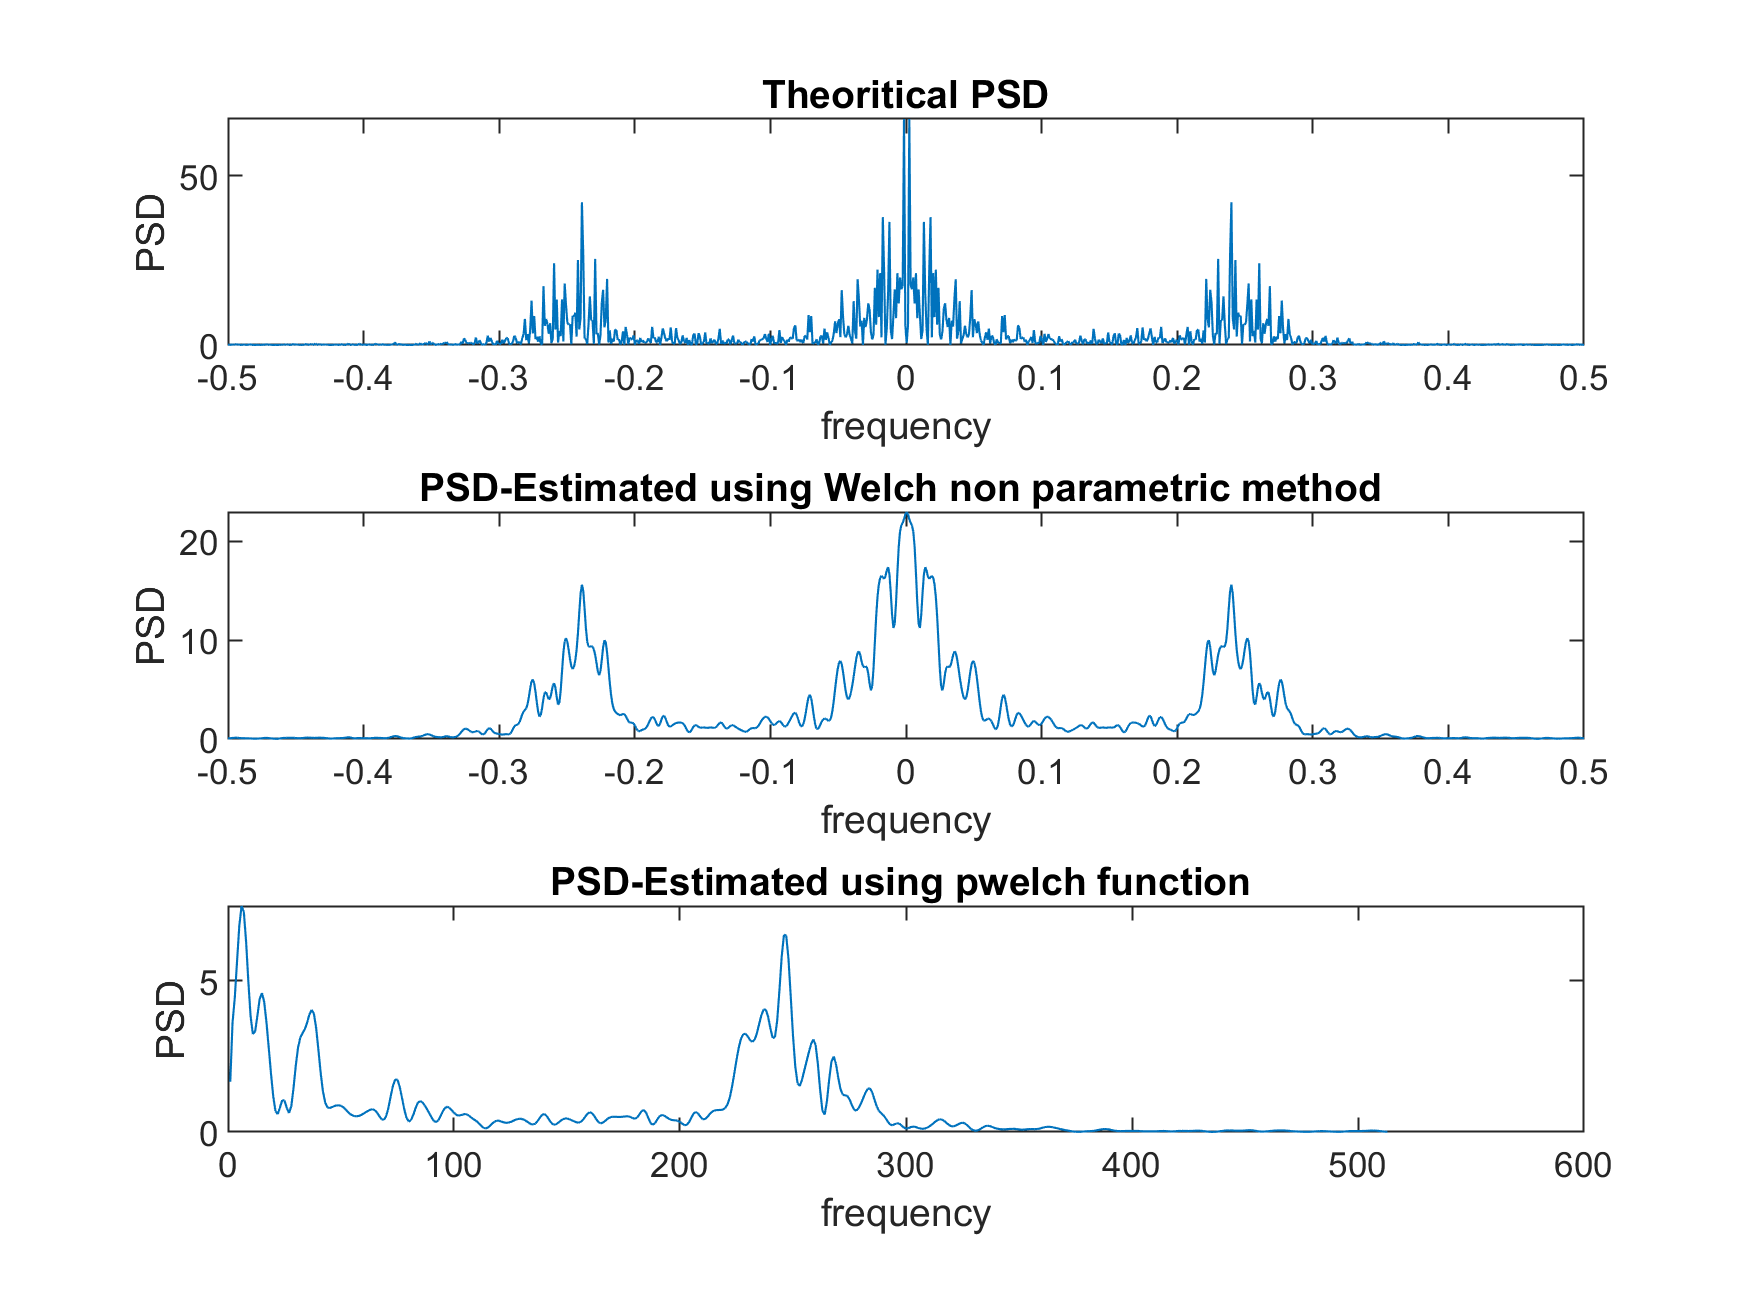 Theoritical PSD
PSD
50
0
-0.5 -0.4 -0.3 -0.2 -0.1 0 0.1 0.2 0.3 0.4 0.5
frequency
PSD-Estimated using Welch non parametric method
PSD
20
10
0
-0.5 -0.4 -0.3 -0.2 -0.1 0 0.1 0.2 0.3 0.4 0.5
frequency
PSD-Estimated using pwelch function
PSD
5
0
0 100 200 300 400 500 600
frequency